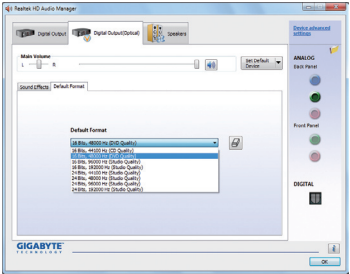 Realtek HD Audio Manager
Digital Output
Digital Output(Optical)
Speakers
Device advanced
settings
Main Volume
L
R
Set Default
Device
ANALOG
Back Panel
Sound Effects
Default Format
Default Format
16 Bits, 48000 Hz (DVD Quality)
16 Bits, 44100 Hz (CD Quality)
16 Bits, 48000 Hz (DVD Quality)
16 Bits, 96000 Hz (Studio Quality)
16 Bits, 192000 Hz (Studio Quality)
24 Bits, 44100 Hz (Studio Quality)
24 Bits, 48000 Hz (Studio Quality)
24 Bits, 96000 Hz (Studio Quality)
24 Bits, 192000 Hz (Studio Quality)
Front Panel
DIGITAL
GIGABYTE
TECHNOLOGY
OK